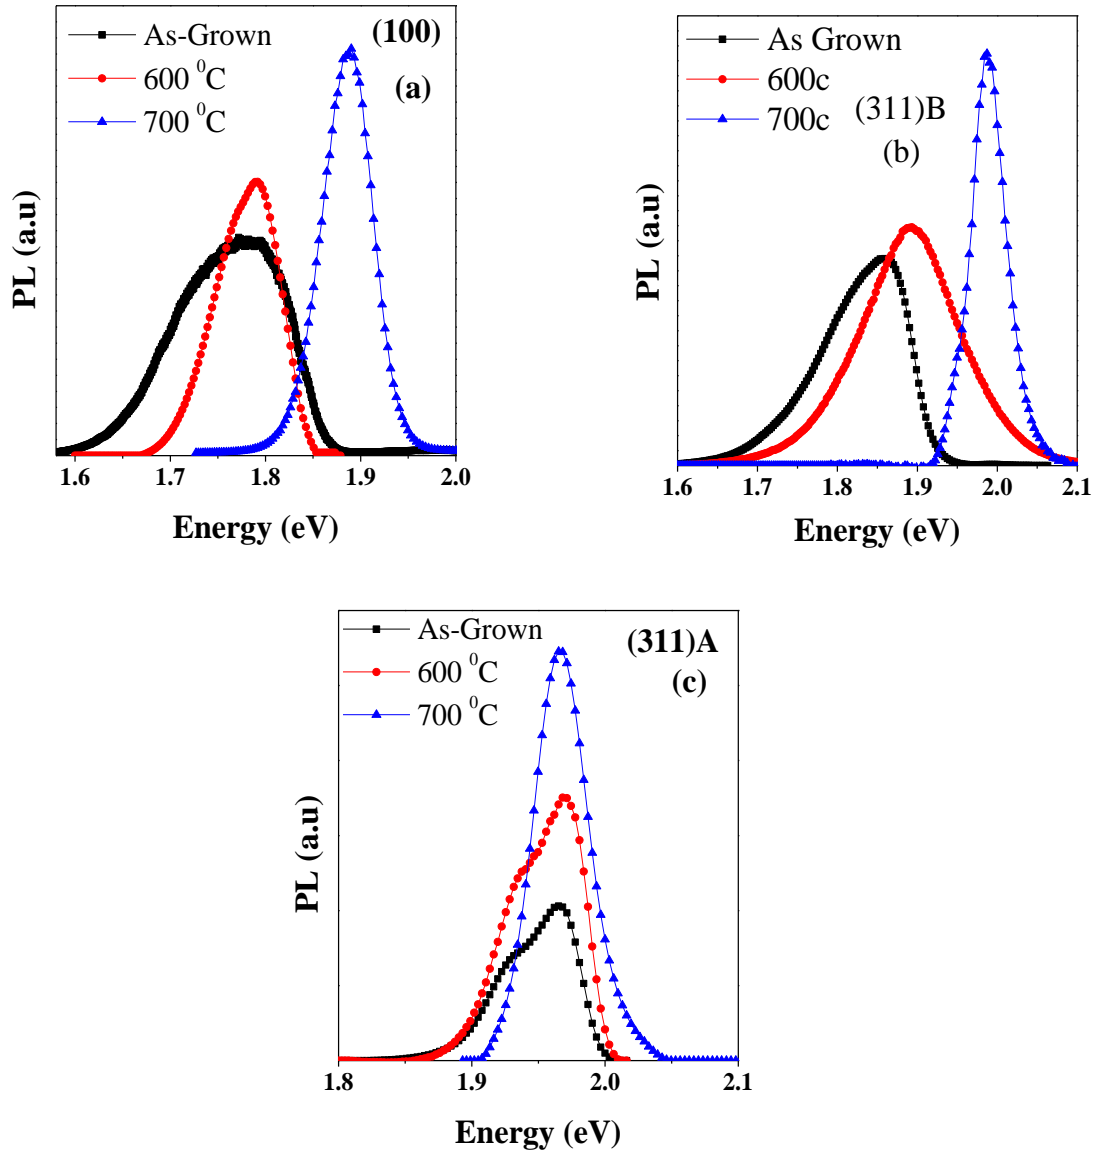 As-Grown
600 ⁰C
700 ⁰C
(100)
(a)
PL (a.u)
1.6 1.7 1.8 1.9 2.0
Energy (eV)
As Grown
600c
700c
(311)B
(b)
PL (a.u)
1.6 1.7 1.8 1.9 2.0 2.1
Energy (eV)
As-Grown
600 ⁰C
700 ⁰C
(311)A
(c)
PL (a.u)
1.8 1.9 2.0 2.1
Energy (eV)